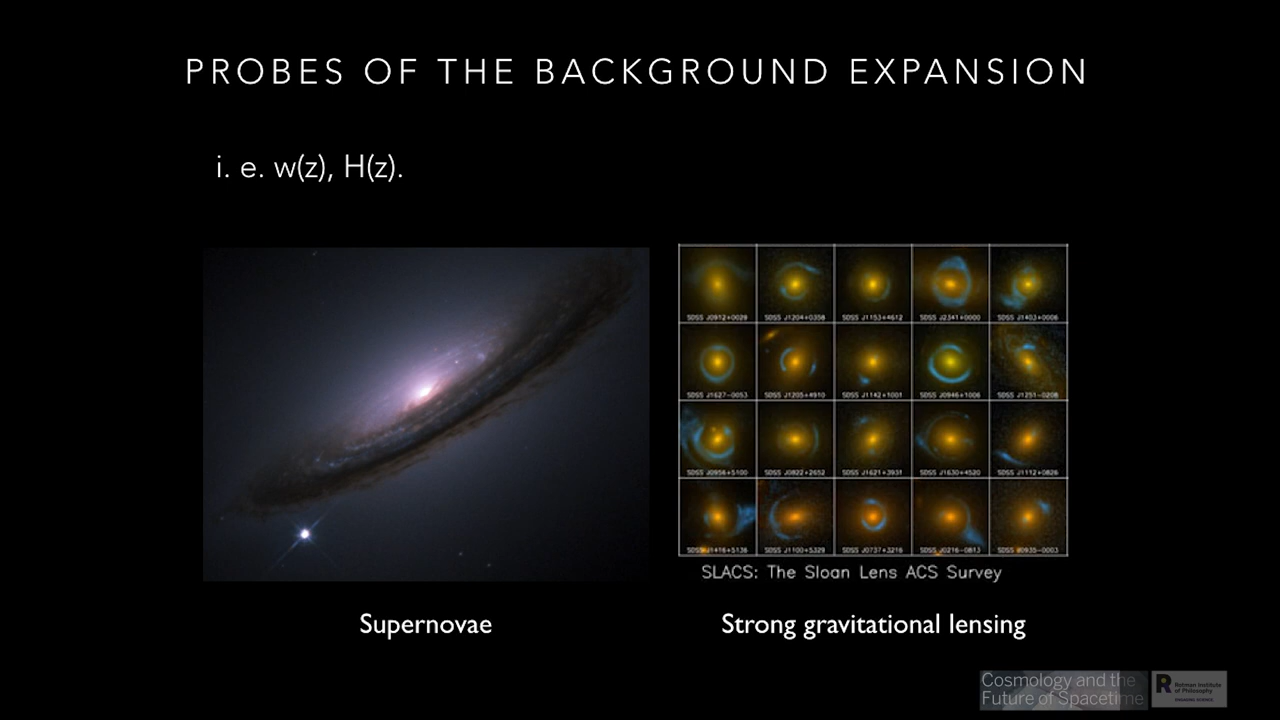 PROBES OF THE BACKGROUND EXPANSION
i. e. w(z), H(z).
SDSS J0912+0029 SDSS J1204+0358 SDSS J1153+4612 SDSS J2341+0000 SDSS J1403+0006
SDSS J1627-0053 SDSS J1205+4910 SDSS J1142+1001 SDSS J0946+1006 SDSS J1251-0208
SDSS J0956+5100 SDSS J0822+2652 SDSS J1621+3931 SDSS J1630+4520 SDSS J1112+0826
SDSS J1416+5136 SDSS J1100+5329 SDSS J0737+3216 SDSS J0216-0813 SDSS J0935-0003
SLACS: The Sloan Lens ACS Survey
Supernovae
Strong gravitational lensing
Cosmology and the
Future of Spacetime
R Rotman Institute
of Philosophy